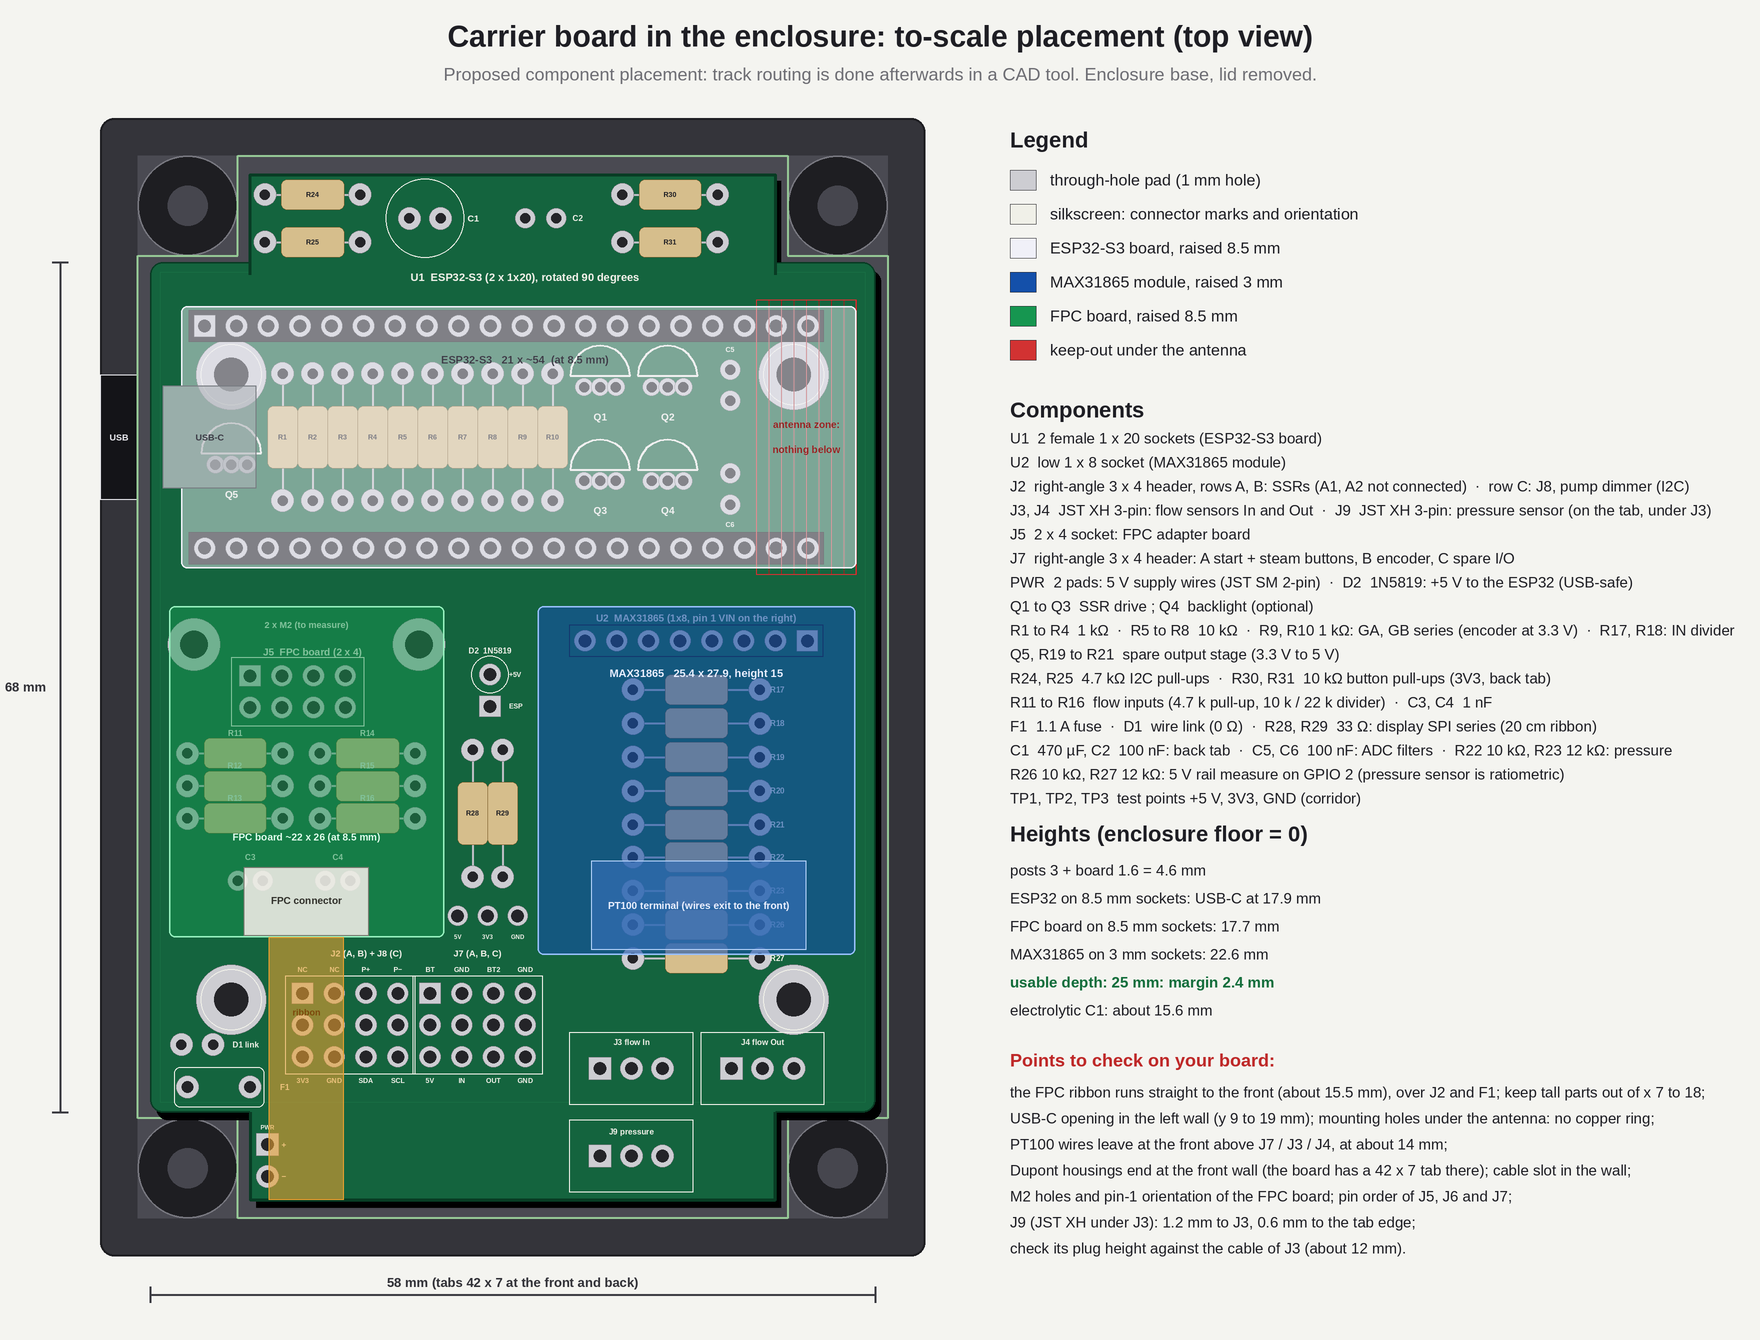 Carrier board in the enclosure: to-scale placement (top view)
Proposed component placement: track routing is done afterwards in a CAD tool. Enclosure base, lid removed.
R24
R25
C1
C2
R30
R31
U1 ESP32-S3 (2 x 1x20), rotated 90 degrees
ESP32-S3 21 x ~54 (at 8.5 mm)
C5
USB
USB-C
R1
R2
R3
R4
R5
R6
R7
R8
R9
R10
Q1
Q2
antenna zone:
nothing below
Q5
Q3
Q4
C6
2 x M2 (to measure)
J5 FPC board (2 x 4)
D2 1N5819
+5V
ESP
U2 MAX31865 (1x8, pin 1 VIN on the right)
MAX31865 25.4 x 27.9, height 15
R17
R18
R19
R20
R21
R22
R23
R26
R27
68 mm
R11
R14
R12
R15
R13
R16
FPC board ~22 x 26 (at 8.5 mm)
R28
R29
C3
C4
FPC connector
PT100 terminal (wires exit to the front)
5V
3V3
GND
J2 (A, B) + J8 (C)
J7 (A, B, C)
NC
NC
P+
P−
BT
GND
BT2
GND
ribbon
D1 link
F1
3V3
GND
SDA
SCL
5V
IN
OUT
GND
J3 flow In
J4 flow Out
PWR
+
−
J9 pressure
58 mm (tabs 42 x 7 at the front and back)
Legend
through-hole pad (1 mm hole)
silkscreen: connector marks and orientation
ESP32-S3 board, raised 8.5 mm
MAX31865 module, raised 3 mm
FPC board, raised 8.5 mm
keep-out under the antenna
Components
U1 2 female 1 x 20 sockets (ESP32-S3 board)
U2 low 1 x 8 socket (MAX31865 module)
J2 right-angle 3 x 4 header, rows A, B: SSRs (A1, A2 not connected) · row C: J8, pump dimmer (I2C)
J3, J4 JST XH 3-pin: flow sensors In and Out · J9 JST XH 3-pin: pressure sensor (on the tab, under J3)
J5 2 x 4 socket: FPC adapter board
J7 right-angle 3 x 4 header: A start + steam buttons, B encoder, C spare I/O
PWR 2 pads: 5 V supply wires (JST SM 2-pin) · D2 1N5819: +5 V to the ESP32 (USB-safe)
Q1 to Q3 SSR drive ; Q4 backlight (optional)
R1 to R4 1 kΩ · R5 to R8 10 kΩ · R9, R10 1 kΩ: GA, GB series (encoder at 3.3 V) · R17, R18: IN divider
Q5, R19 to R21 spare output stage (3.3 V to 5 V)
R24, R25 4.7 kΩ I2C pull-ups · R30, R31 10 kΩ button pull-ups (3V3, back tab)
R11 to R16 flow inputs (4.7 k pull-up, 10 k / 22 k divider) · C3, C4 1 nF
F1 1.1 A fuse · D1 wire link (0 Ω) · R28, R29 33 Ω: display SPI series (20 cm ribbon)
C1 470 µF, C2 100 nF: back tab · C5, C6 100 nF: ADC filters · R22 10 kΩ, R23 12 kΩ: pressure
R26 10 kΩ, R27 12 kΩ: 5 V rail measure on GPIO 2 (pressure sensor is ratiometric)
TP1, TP2, TP3 test points +5 V, 3V3, GND (corridor)
Heights (enclosure floor = 0)
posts 3 + board 1.6 = 4.6 mm
ESP32 on 8.5 mm sockets: USB-C at 17.9 mm
FPC board on 8.5 mm sockets: 17.7 mm
MAX31865 on 3 mm sockets: 22.6 mm
usable depth: 25 mm: margin 2.4 mm
electrolytic C1: about 15.6 mm
Points to check on your board:
the FPC ribbon runs straight to the front (about 15.5 mm), over J2 and F1; keep tall parts out of x 7 to 18;
USB-C opening in the left wall (y 9 to 19 mm); mounting holes under the antenna: no copper ring;
PT100 wires leave at the front above J7 / J3 / J4, at about 14 mm;
Dupont housings end at the front wall (the board has a 42 x 7 tab there); cable slot in the wall;
M2 holes and pin-1 orientation of the FPC board; pin order of J5, J6 and J7;
J9 (JST XH under J3): 1.2 mm to J3, 0.6 mm to the tab edge;
check its plug height against the cable of J3 (about 12 mm).